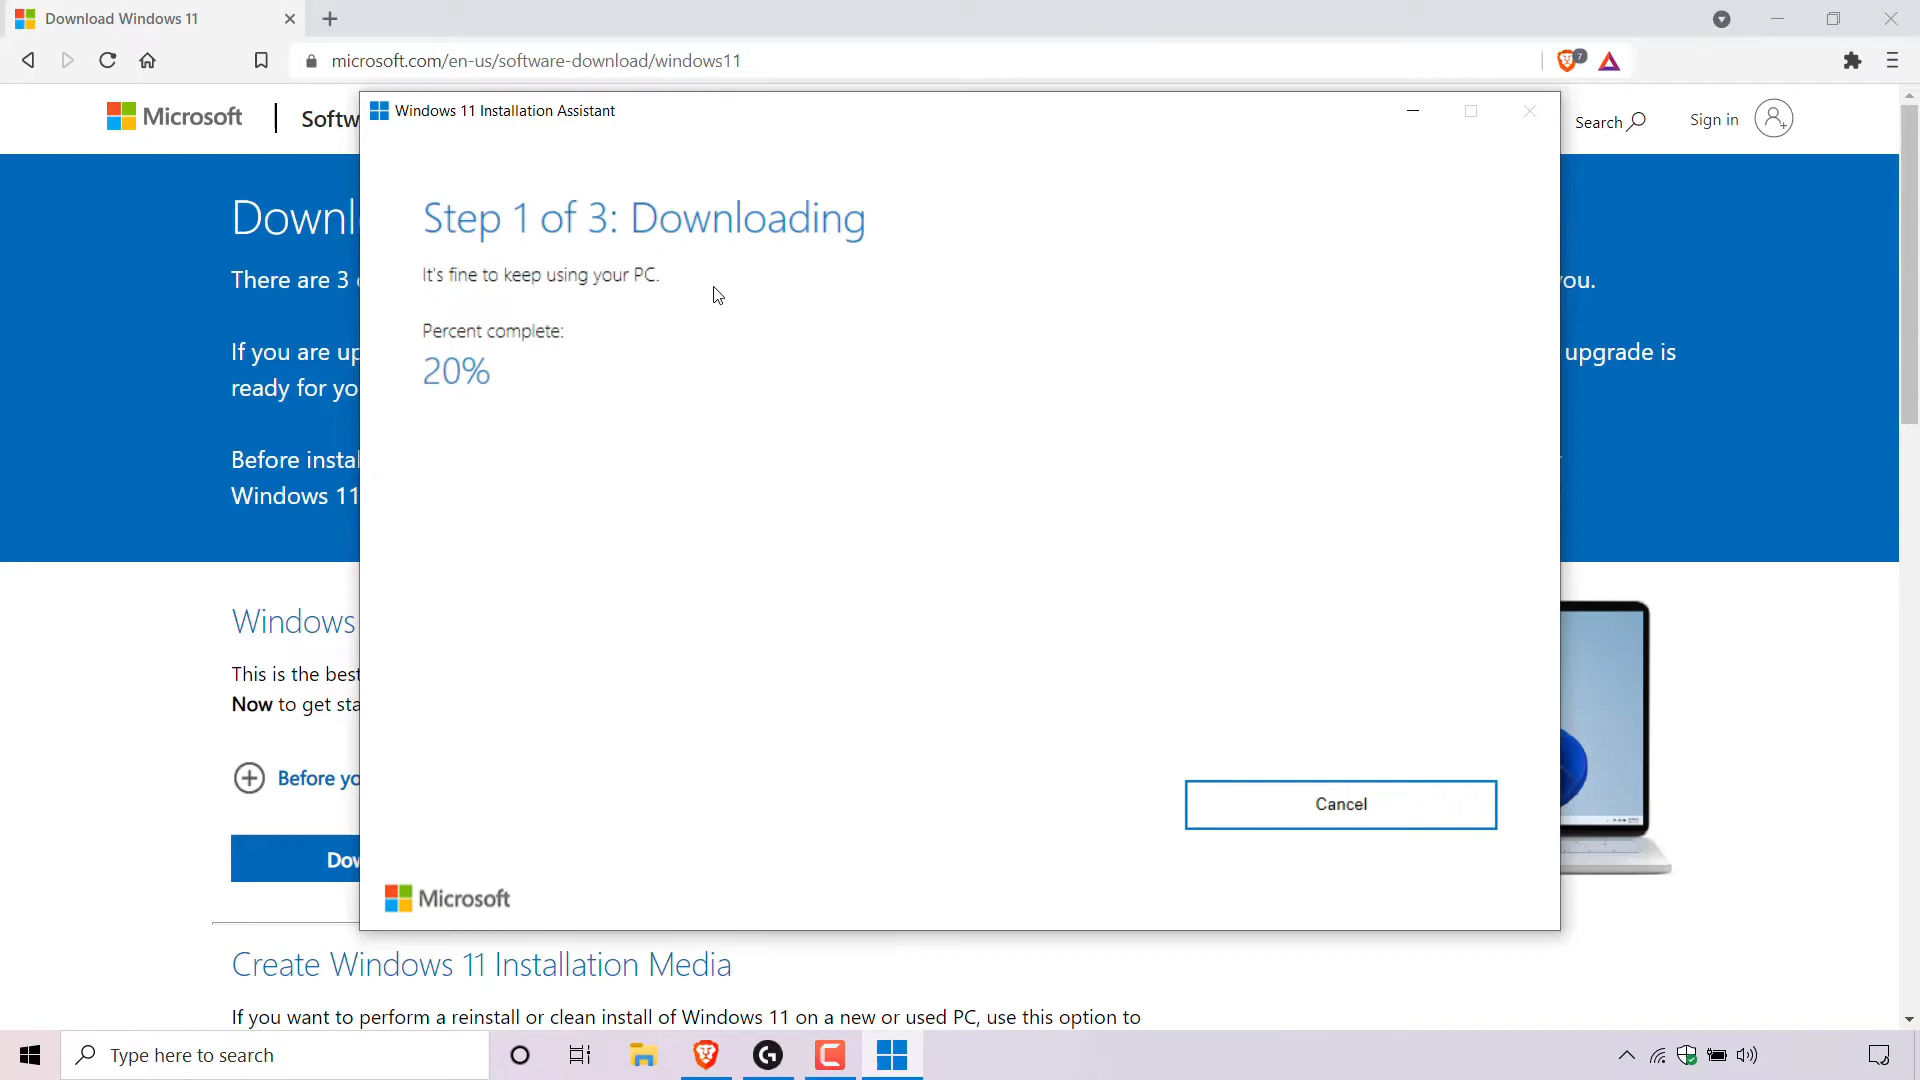 Download Windows 11
microsoft.com/en-us/software-download/windows11
7
Microsoft
Softw
Search
Sign in
Windows 11 Installation Assistant
Step 1 of 3: Downloading
It's fine to keep using your PC.
Percent complete:
20%
Cancel
Microsoft
Downl
There are 3
you.
If you are up
upgrade is
ready for yo
Before instal
Windows 11
Windows
This is the best
Now to get sta
Before yo
Dow
Create Windows 11 Installation Media
If you want to perform a reinstall or clean install of Windows 11 on a new or used PC, use this option to
Type here to search